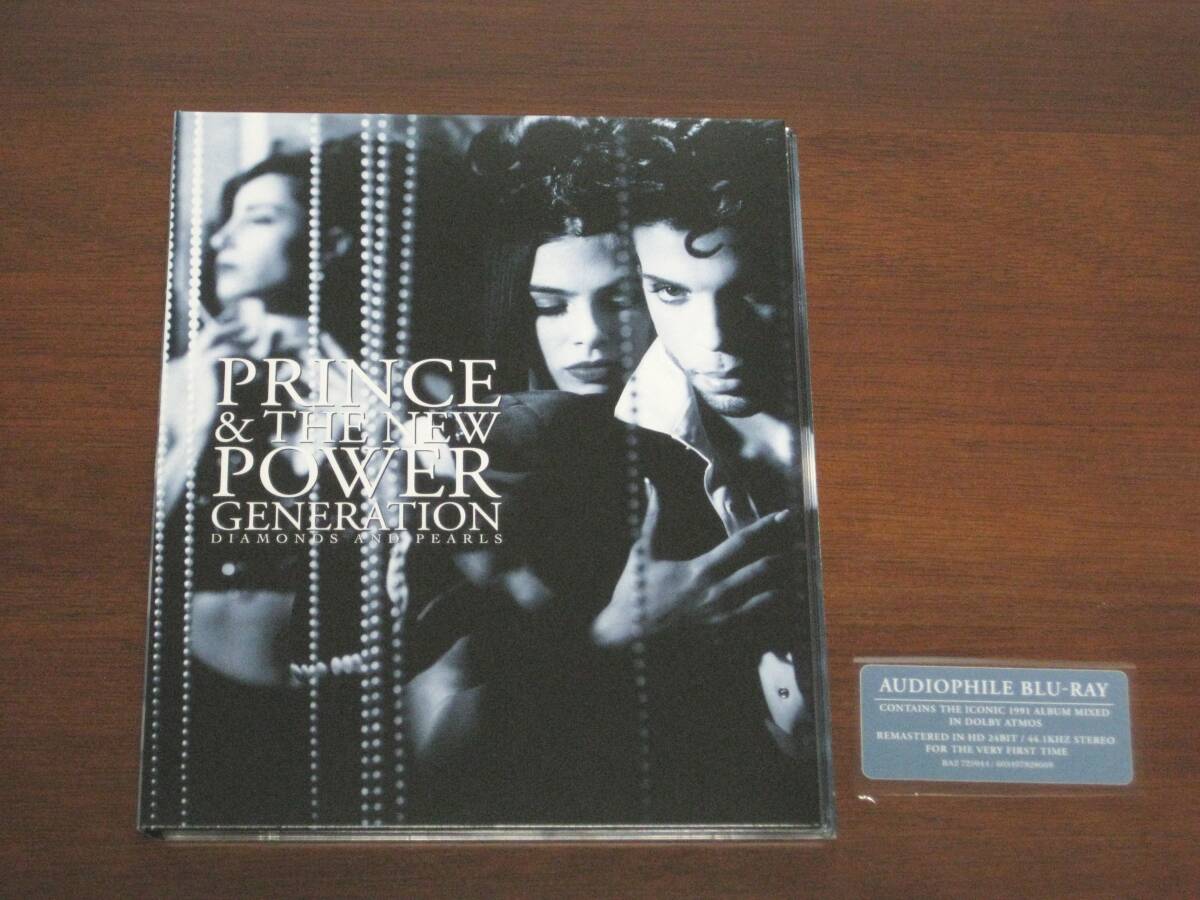 PRINCE
& THE NEW
POWER
GENERATION
DIAMONDS AND PEARLS
AUDIOPHILE BLU-RAY
CONTAINS THE ICONIC 1991 ALBUM MIXED
IN DOLBY ATMOS
REMASTERED IN HD 24BIT / 44.1KHZ STEREO
FOR THE VERY FIRST TIME